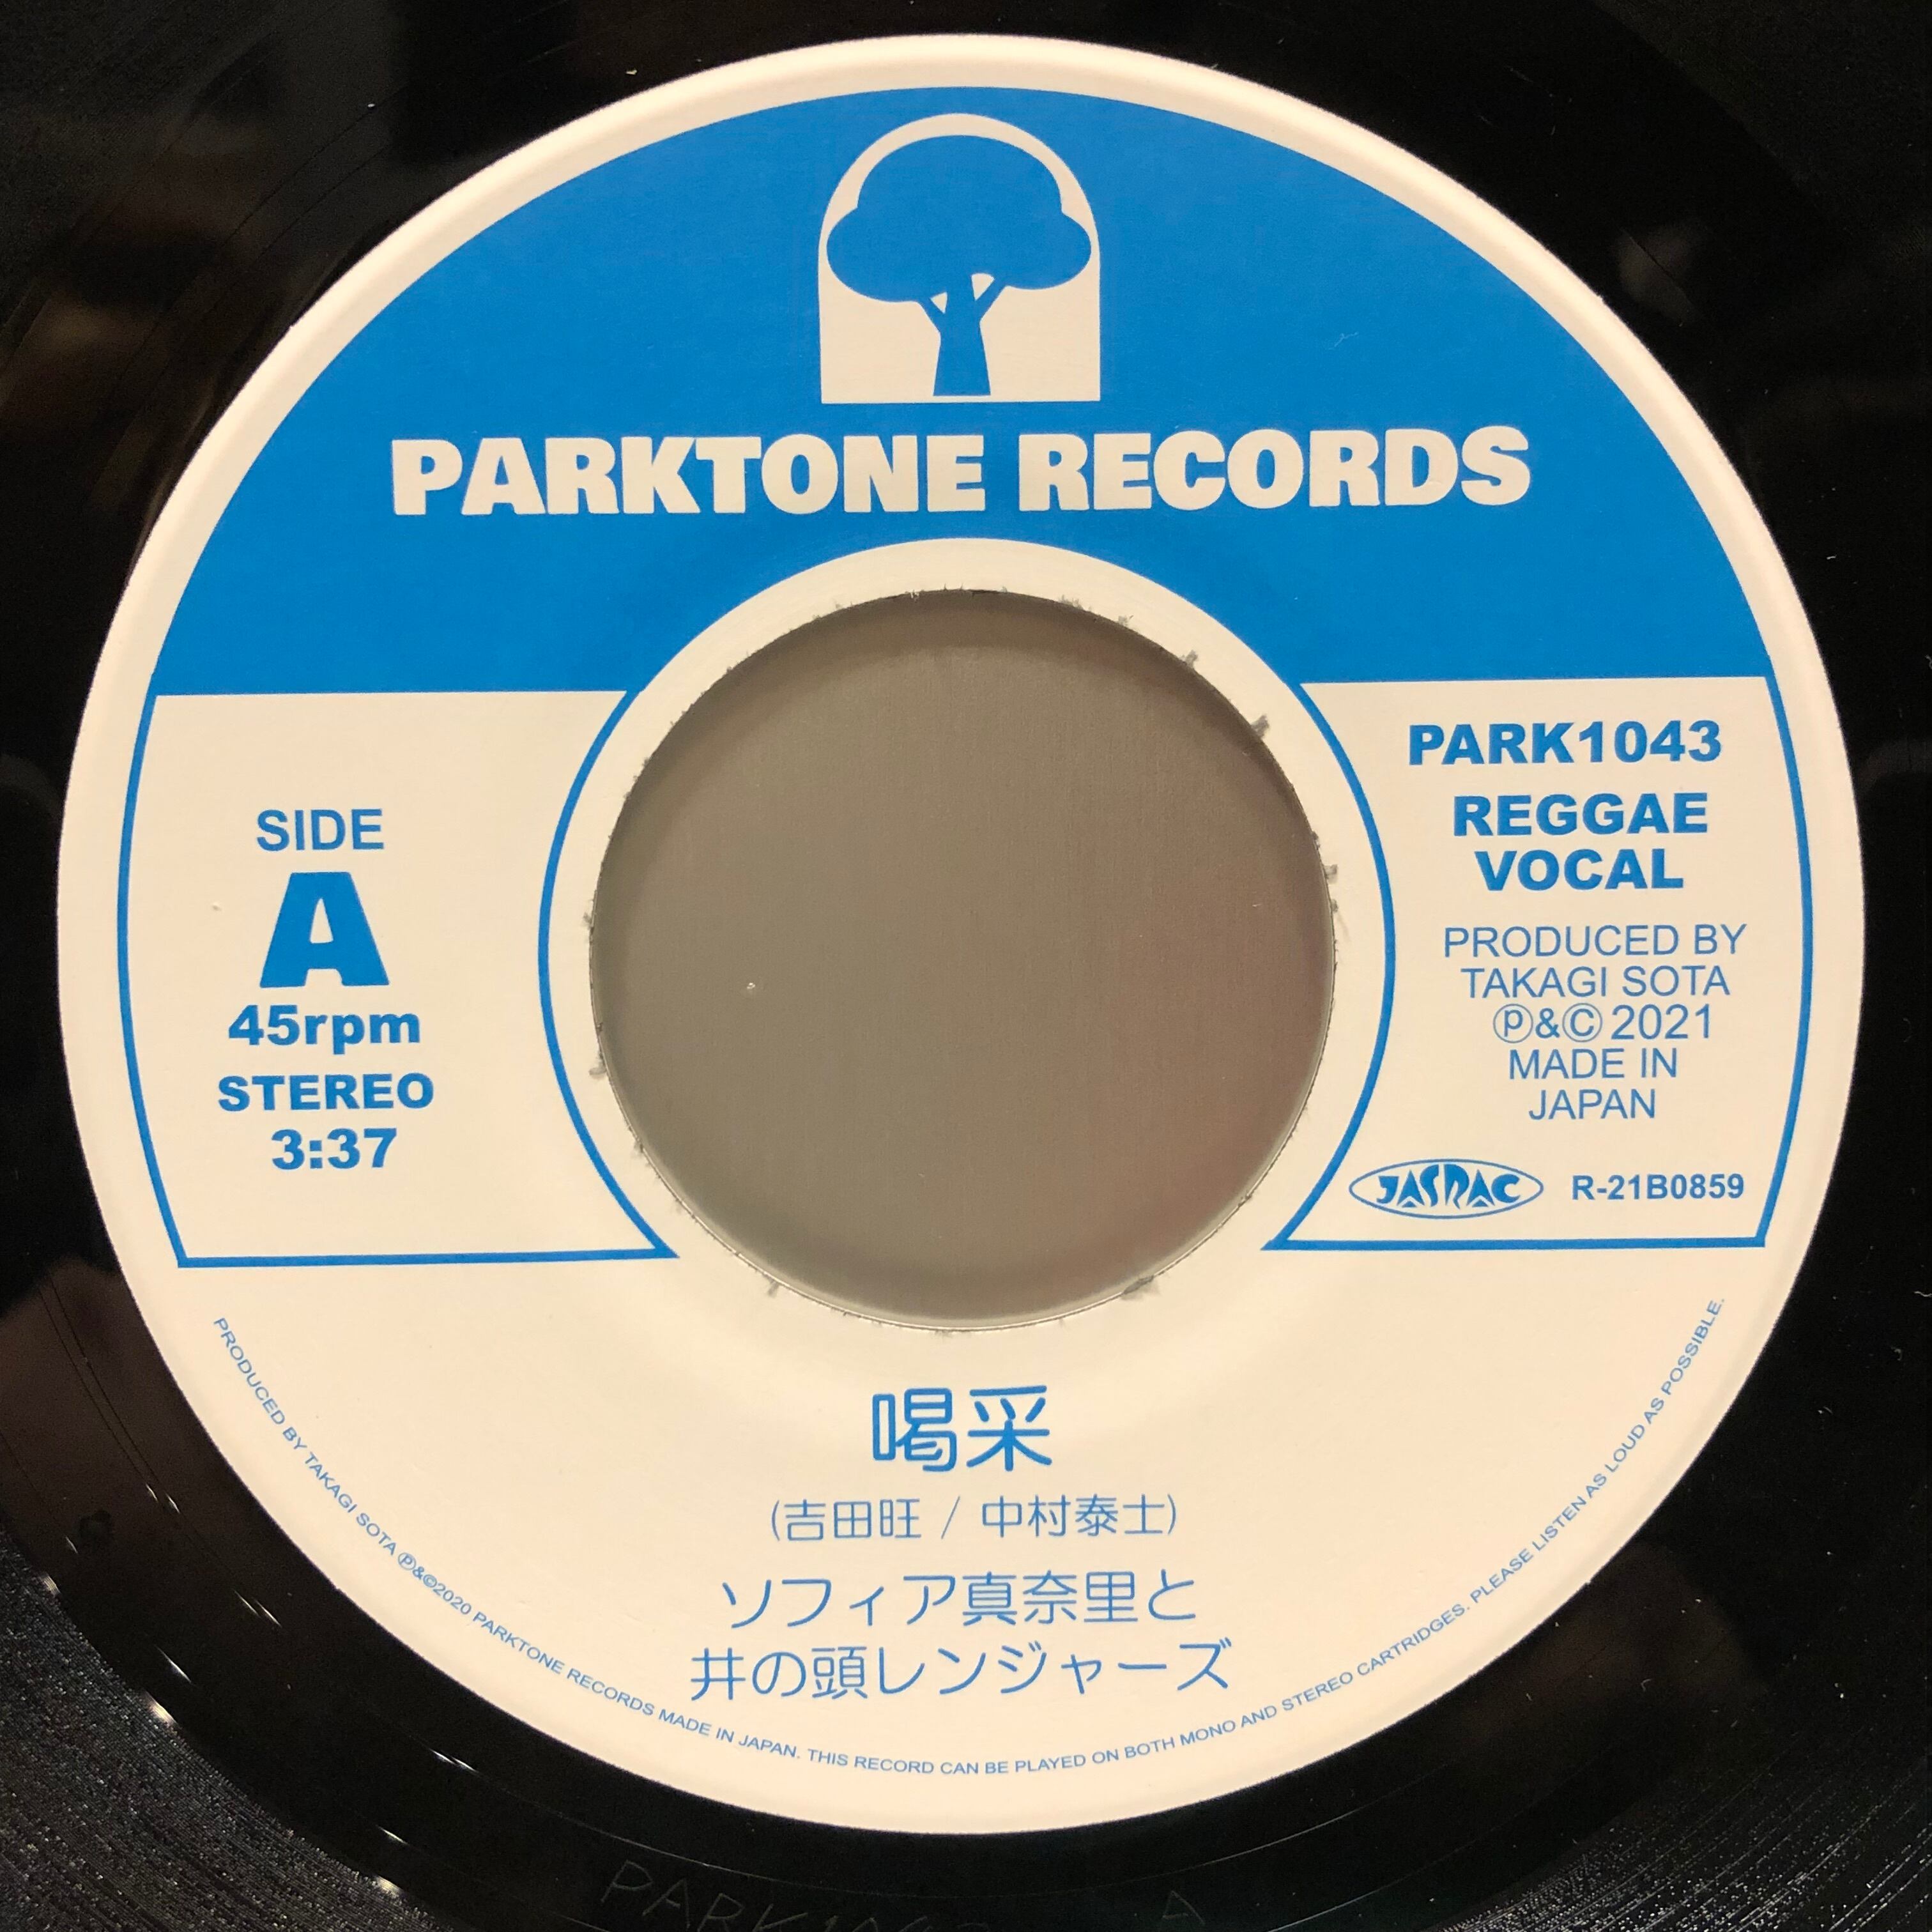 PARKTONE RECORDS
SIDE
A
45rpm
STEREO
3:37
PARK1043
REGGAE
VOCAL
PRODUCED BY
TAKAGI SOTA
Ⓟ&Ⓒ 2021
MADE IN
JAPAN
JASRAC R-21B0859
喝采
(吉田旺 / 中村泰士)
ソフィア真奈里と
井の頭レンジャーズ
PRODUCED BY TAKAGI SOTA Ⓟ&©2020 PARKTONE RECORDS MADE IN JAPAN. THIS RECORD CAN BE PLAYED ON BOTH MONO AND STEREO CARTRIDGES. PLEASE LISTEN AS LOUD AS POSSIBLE.
PARK1043 A